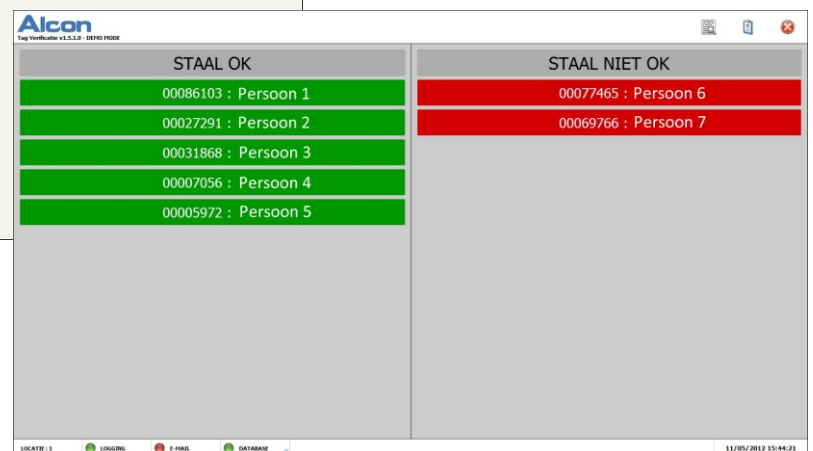 Alcon
Tag Verificatie v1.5.1.0 - DEMO MODE
STAAL OK
00086103 : Persoon 1
00027291 : Persoon 2
00031868 : Persoon 3
00007056 : Persoon 4
00005972 : Persoon 5
STAAL NIET OK
00077465 : Persoon 6
00069766 : Persoon 7
LOCATIE : 1 LOGGING E-MAIL DATABASE 11/05/2012 15:44:21